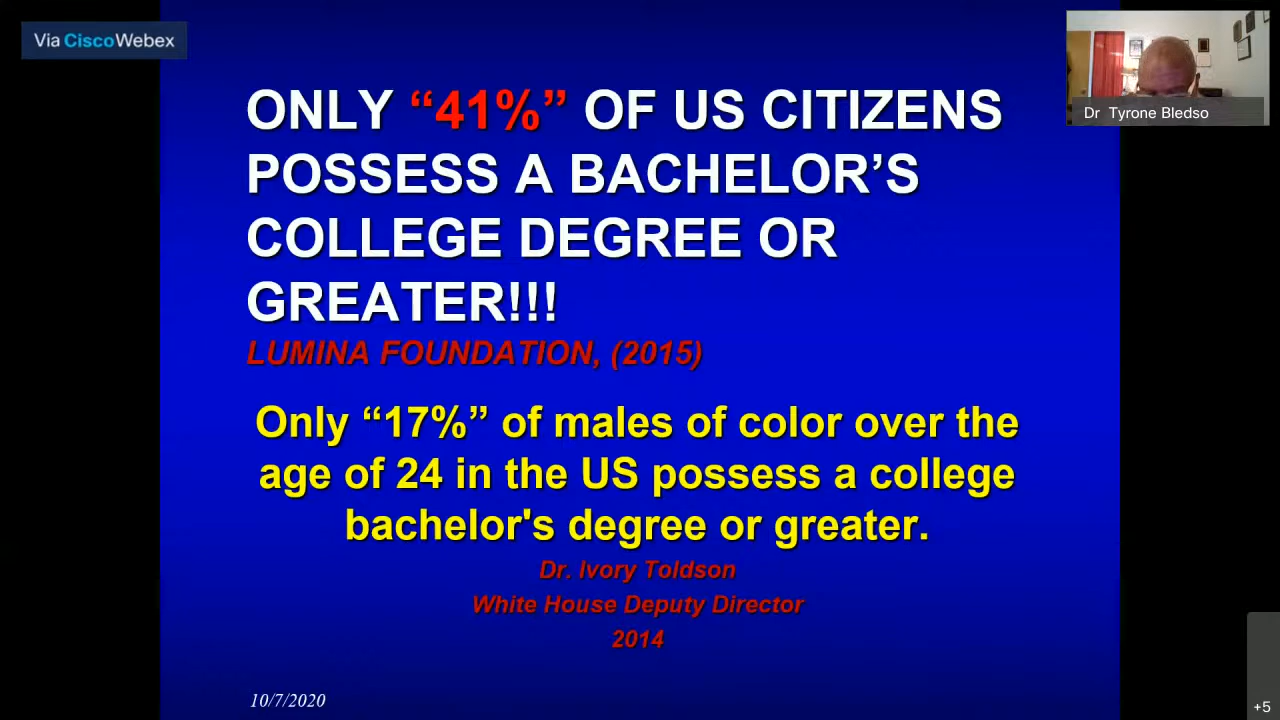 Via CiscoWebex
Dr Tyrone Bledso
ONLY “41%” OF US CITIZENS
POSSESS A BACHELOR’S
COLLEGE DEGREE OR
GREATER!!!
LUMINA FOUNDATION, (2015)
Only “17%” of males of color over the
age of 24 in the US possess a college
bachelor's degree or greater.
Dr. Ivory Toldson
White House Deputy Director
2014
10/7/2020
+5